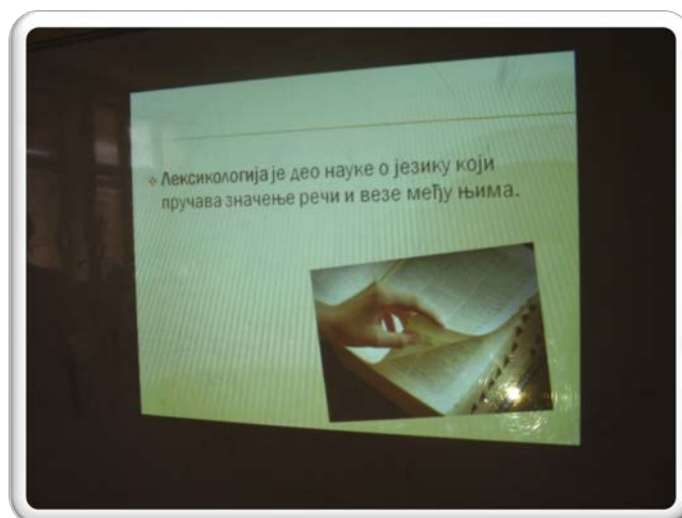 Лексикологија је део науке о језику који
пручава значење речи и везе међу њима.